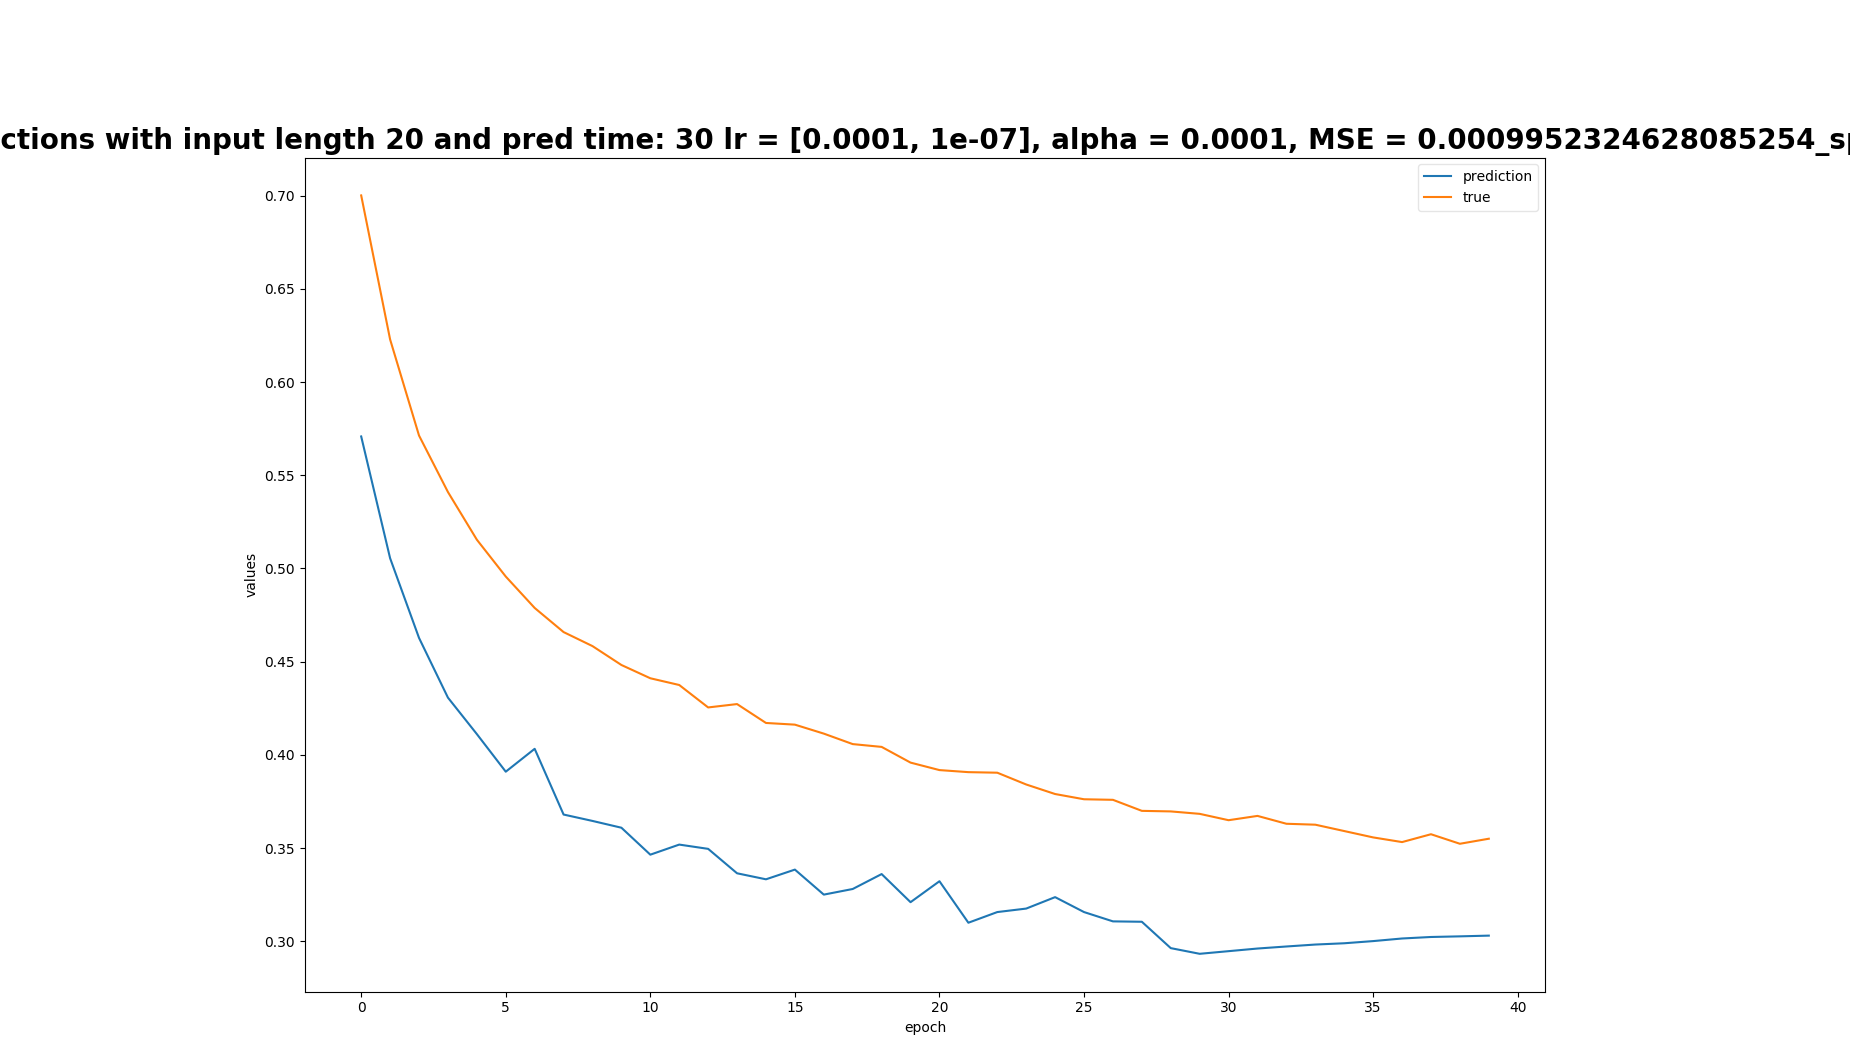 ctions with input length 20 and pred time: 30 lr = [0.0001, 1e-07], alpha = 0.0001, MSE = 0.0009952324628085254_sp
prediction
true
0.70
0.65
0.60
0.55
0.50
0.45
0.40
0.35
0.30
values
0 5 10 15 20 25 30 35 40
epoch